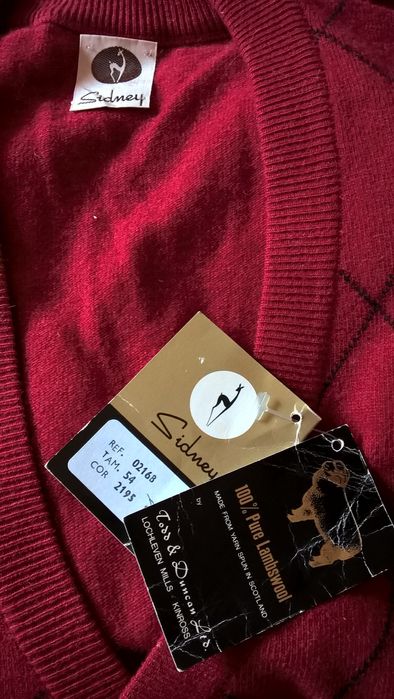 Sidney
Sidney
REF. 02168
TAM. 54
COR 2195
100% Pure Lambswool
MADE FROM YARN SPUN IN SCOTLAND
by
Todd & Duncan Ltd.
LOCHLEVEN MILLS · KINROSS